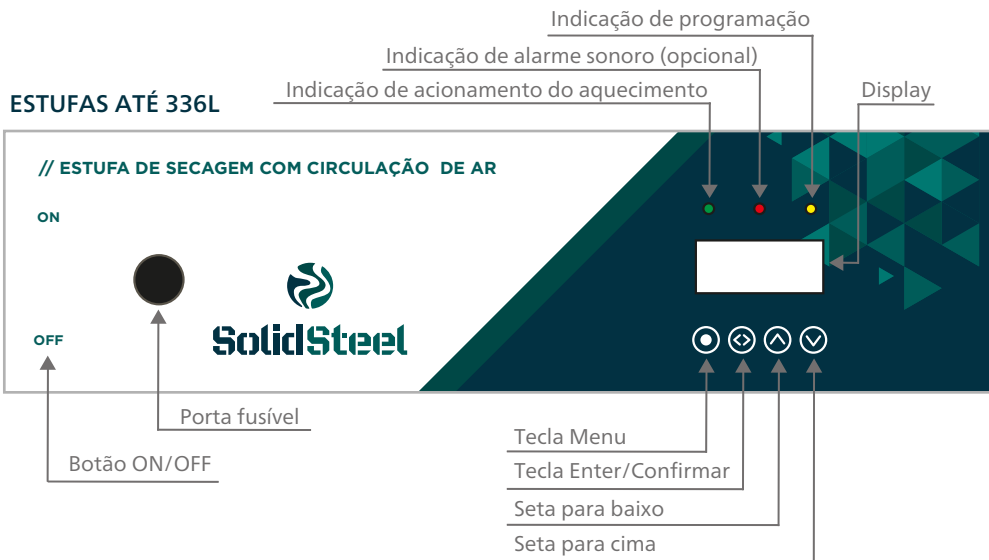 Indicação de programação
Indicação de alarme sonoro (opcional)
Indicação de acionamento do aquecimento
Display
ESTUFAS ATÉ 336L
// ESTUFA DE SECAGEM COM CIRCULAÇÃO DE AR
ON
OFF
SolidSteel
Porta fusível
Botão ON/OFF
Tecla Menu
Tecla Enter/Confirmar
Seta para baixo
Seta para cima